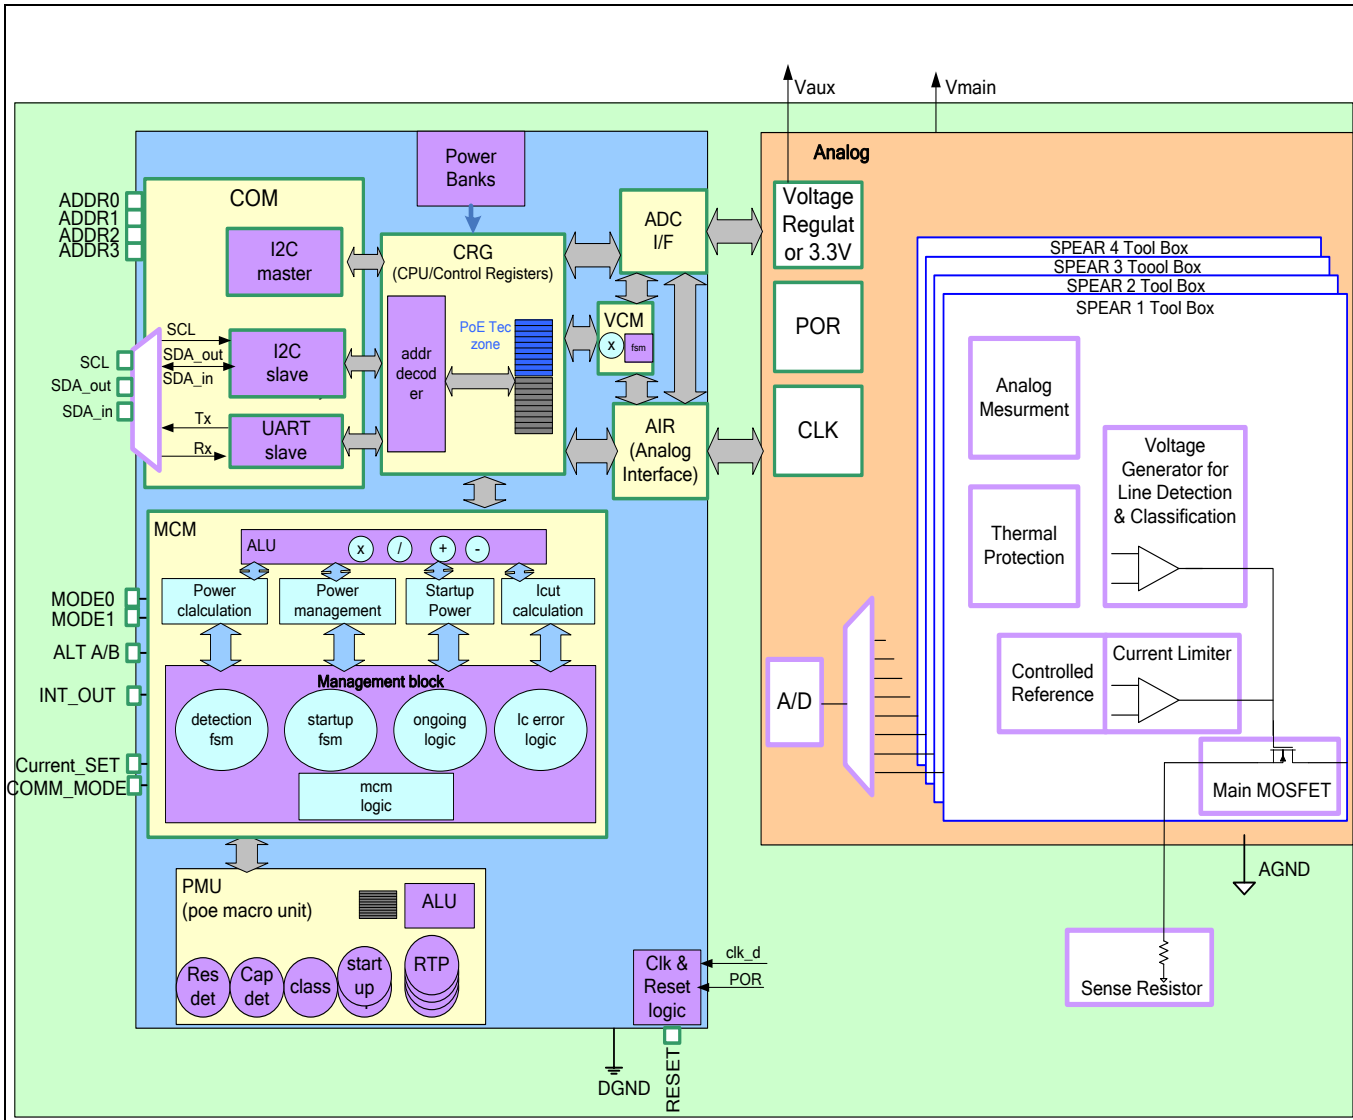 Vaux
Vmain
Analog
Power
Banks
COM
ADDR0
ADDR1
ADDR2
ADDR3
I2C
master
CRG
(CPU/Control Registers)
ADC
I/F
Voltage
Regulat
or 3.3V
SPEAR 4 Tool Box
SPEAR 3 Toool Box
SPEAR 2 Tool Box
SPEAR 1 Tool Box
VCM
x
fsm
POR
PoE Tec
zone
addr
decod
er
SCL
SDA_out
SDA_in
SCL
SDA_out
SDA_in
I2C
slave
Tx
Rx
UART
slave
AIR
(Analog
Interface)
CLK
Analog
Mesurment
Voltage
Generator for
Line Detection
& Classification
Thermal
Protection
MCM
ALU
x
/
+
-
Power
clalculation
Power
management
Startup
Power
Icut
calculation
MODE0
MODE1
ALT A/B
INT_OUT
Current_SET
COMM_MODE
Management block
detection
fsm
startup
fsm
ongoing
logic
Ic error
logic
mcm
logic
A/D
Controlled
Reference
Current Limiter
Main MOSFET
AGND
PMU
(poe macro unit)
ALU
Res
det
Cap
det
class
start
up
RTP
Clk &
Reset
logic
clk_d
POR
Sense Resistor
DGND
RESET